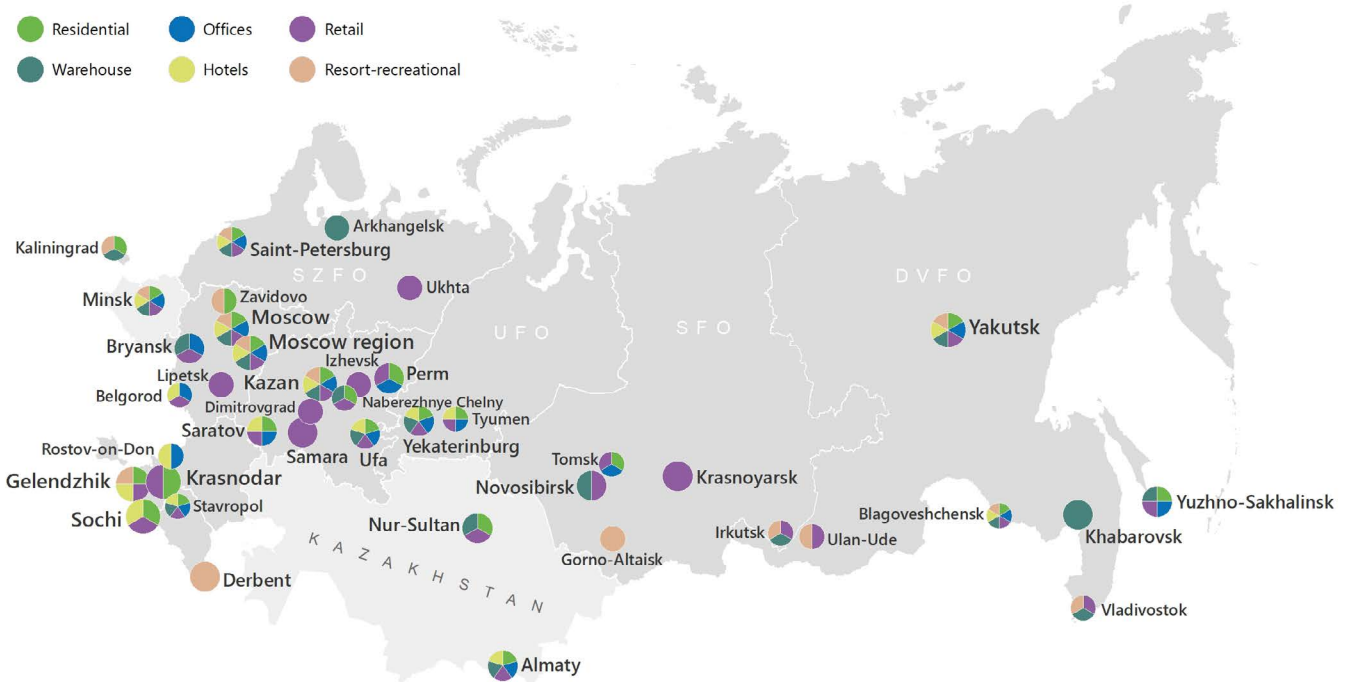 Residential
Offices
Retail
Warehouse
Hotels
Resort-recreational
Arkhangelsk
Kaliningrad
Saint-Petersburg
SZFO
DVFO
Ukhta
Minsk
Zavidovo
Moscow
UFO
SFO
Yakutsk
Bryansk
Moscow region
Izhevsk
Lipetsk
Kazan
Perm
Belgorod
Naberezhnye Chelny
Dimitrovgrad
Tyumen
Saratov
Yekaterinburg
Samara
Ufa
Rostov-on-Don
Tomsk
Gelendzhik
Krasnodar
Novosibirsk
Krasnoyarsk
Stavropol
Yuzhno-Sakhalinsk
Sochi
Blagoveshchensk
Nur-Sultan
Irkutsk
Ulan-Ude
Khabarovsk
KAZAKHSTAN
Gorno-Altaisk
Derbent
Vladivostok
Almaty